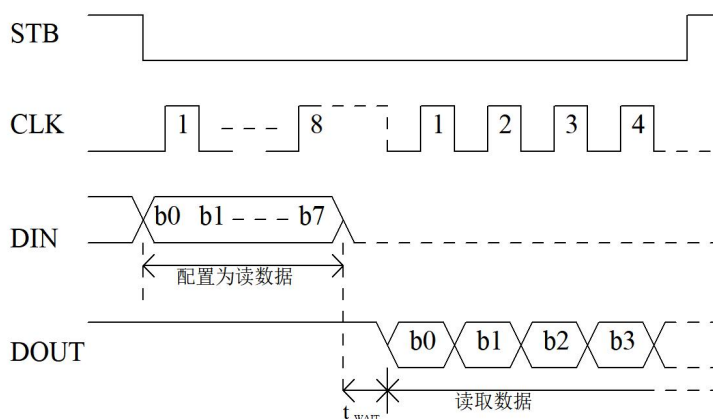 STB
CLK 1 8 1 2 3 4
DIN b0 b1 b7
配置为读数据
DOUT b0 b1 b2 b3
t WAIT 读取数据